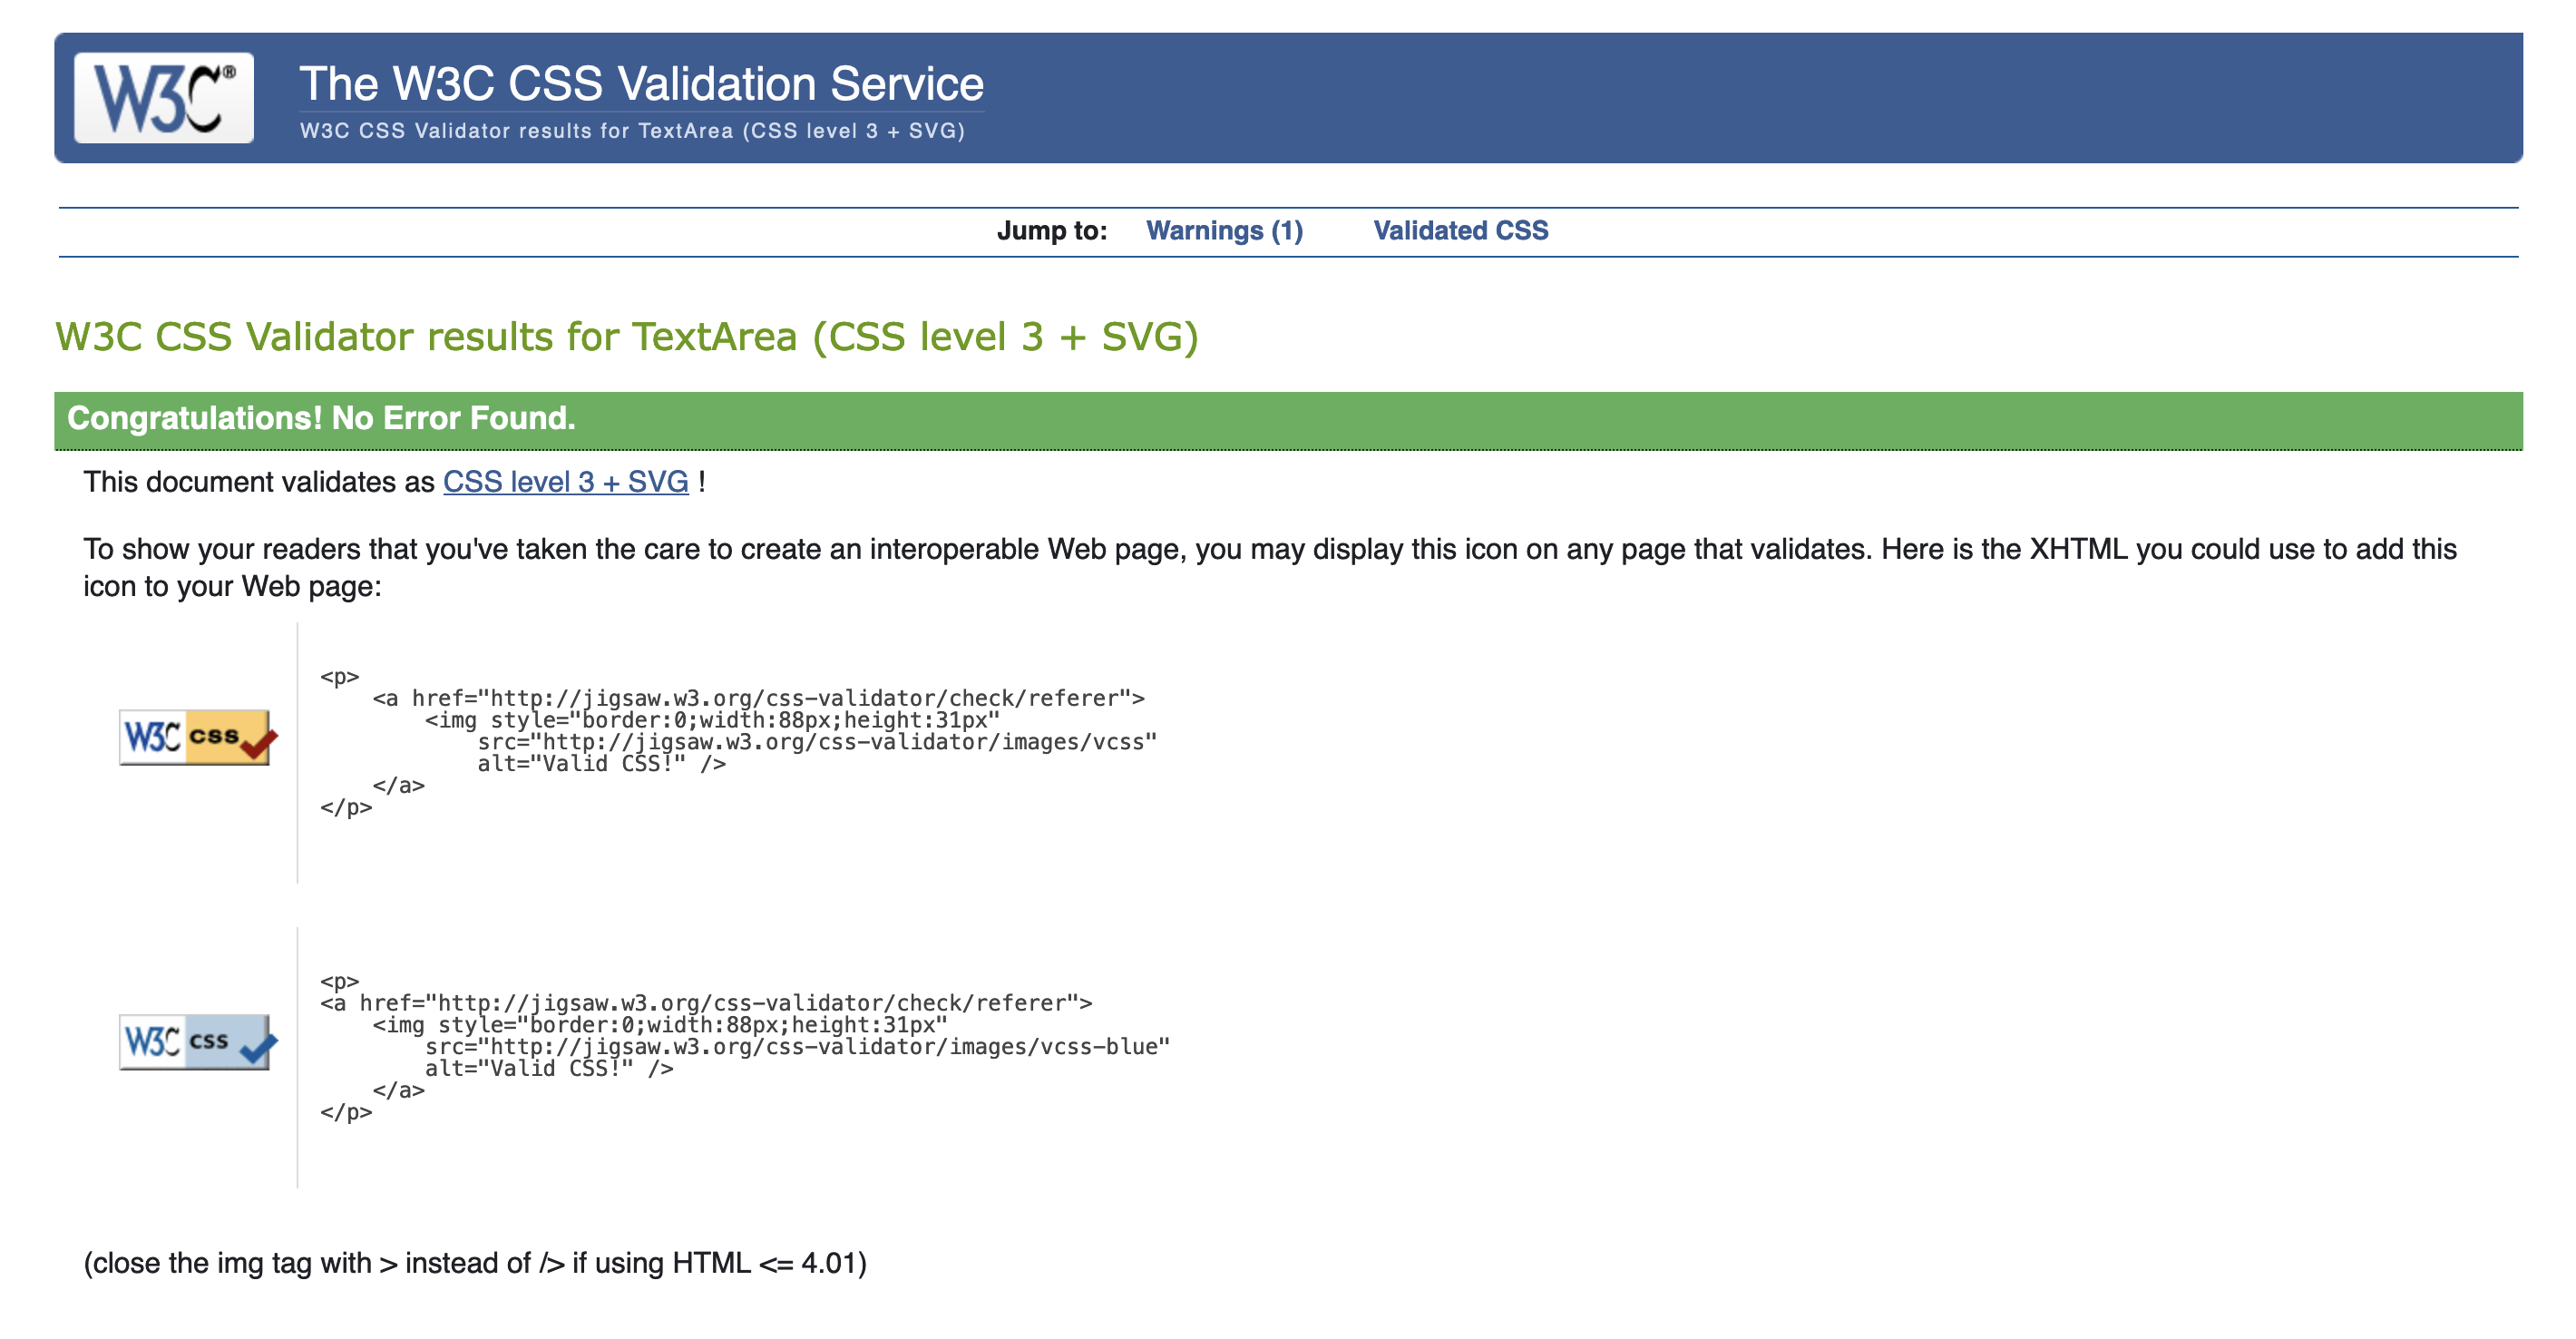 W3C®
The W3C CSS Validation Service
W3C CSS Validator results for TextArea (CSS level 3 + SVG)
Jump to: Warnings (1) Validated CSS
W3C CSS Validator results for TextArea (CSS level 3 + SVG)
Congratulations! No Error Found.
This document validates as CSS level 3 + SVG !
To show your readers that you've taken the care to create an interoperable Web page, you may display this icon on any page that validates. Here is the XHTML you could use to add this
icon to your Web page:
W3C css
<p>
    <a href="http://jigsaw.w3.org/css-validator/check/referer">
        <img style="border:0;width:88px;height:31px"
            src="http://jigsaw.w3.org/css-validator/images/vcss"
            alt="Valid CSS!" />
    </a>
</p>
W3C css
<p>
<a href="http://jigsaw.w3.org/css-validator/check/referer">
    <img style="border:0;width:88px;height:31px"
        src="http://jigsaw.w3.org/css-validator/images/vcss-blue"
        alt="Valid CSS!" />
    </a>
</p>
(close the img tag with > instead of /> if using HTML <= 4.01)